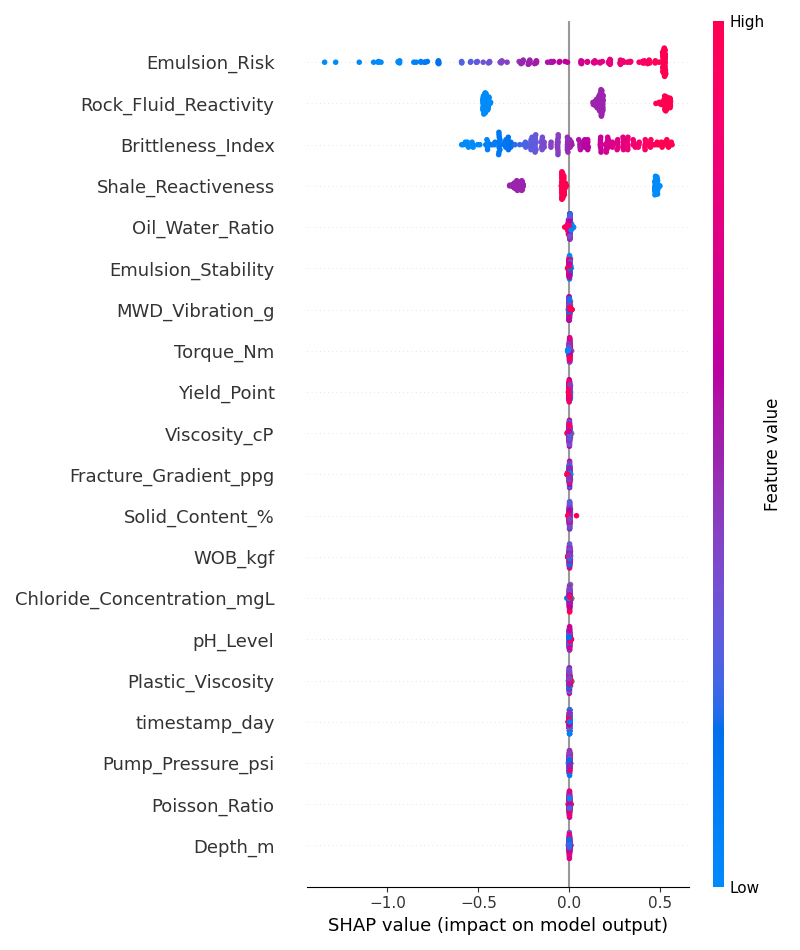 High
Emulsion_Risk
Rock_Fluid_Reactivity
Brittleness_Index
Shale_Reactiveness
Oil_Water_Ratio
Emulsion_Stability
MWD_Vibration_g
Torque_Nm
Yield_Point
Viscosity_cP
Fracture_Gradient_ppg
Solid_Content_%
WOB_kgf
Chloride_Concentration_mgL
pH_Level
Plastic_Viscosity
timestamp_day
Pump_Pressure_psi
Poisson_Ratio
Depth_m
Feature value
Low
−1.0 −0.5 0.0 0.5
SHAP value (impact on model output)